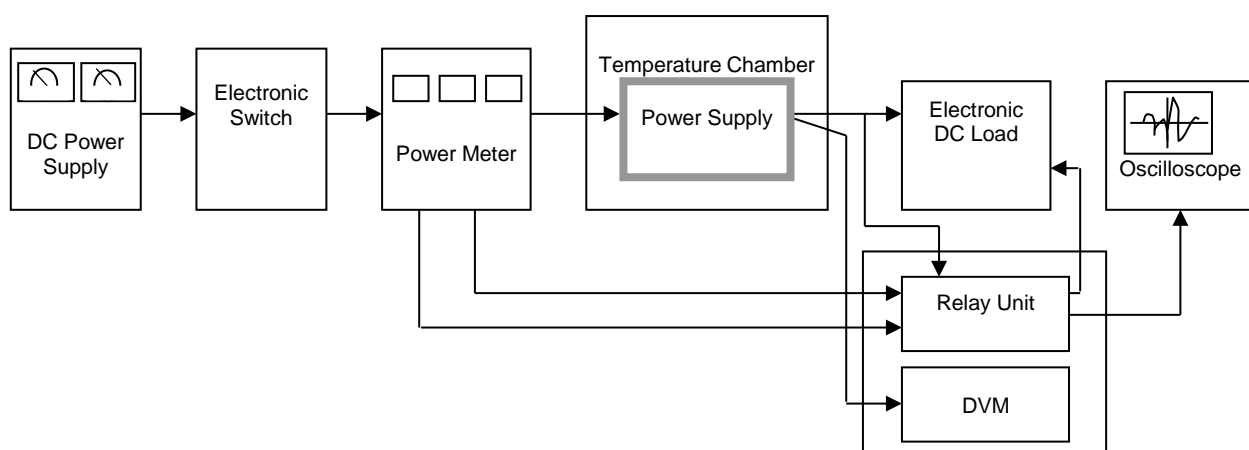 DC Power
Supply
Electronic
Switch
Power Meter
Temperature Chamber
Power Supply
Electronic
DC Load
Oscilloscope
Relay Unit
DVM